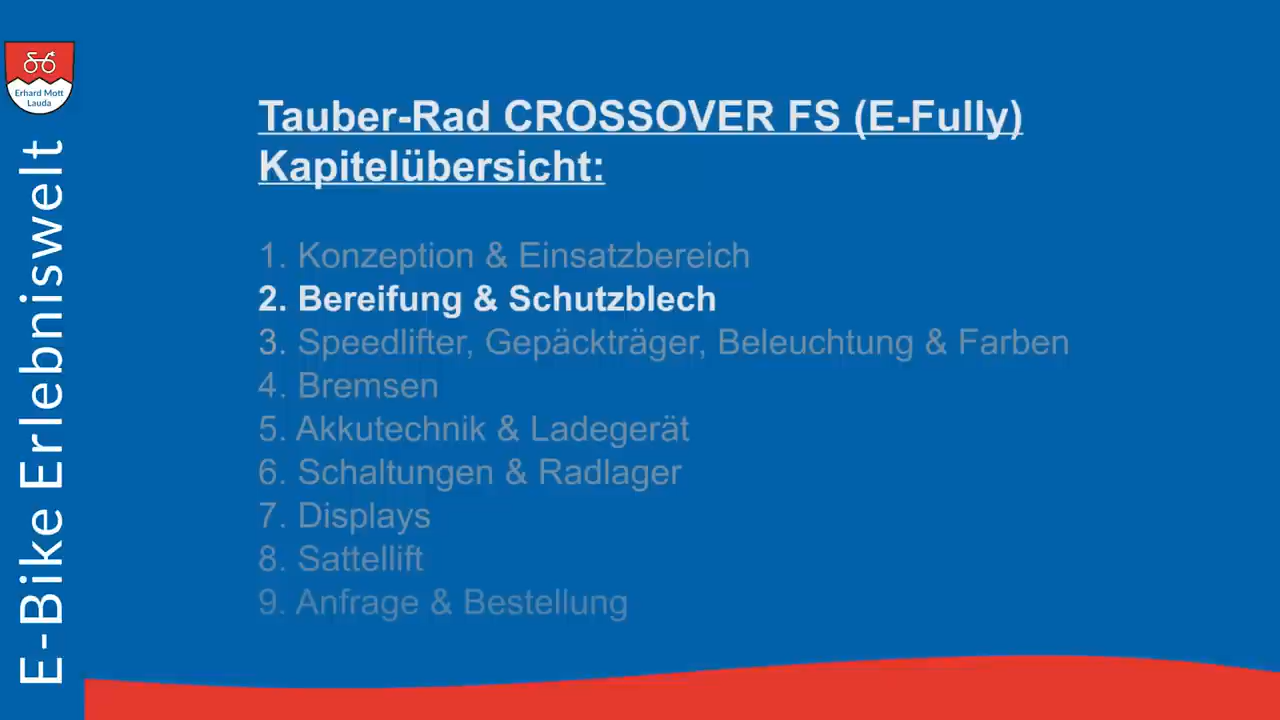 Erhard Mott
Lauda
E-Bike Erlebniswelt
Tauber-Rad CROSSOVER FS (E-Fully)
Kapitelübersicht:
1. Konzeption & Einsatzbereich
2. Bereifung & Schutzblech
3. Speedlifter, Gepäckträger, Beleuchtung & Farben
4. Bremsen
5. Akkutechnik & Ladegerät
6. Schaltungen & Radlager
7. Displays
8. Sattellift
9. Anfrage & Bestellung